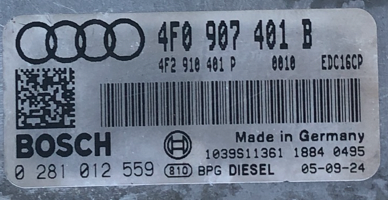 4F0 907 401 B
4F2 910 401 P 0010 EDC16CP
BOSCH
Made in Germany
1039S11361 1884 0495
0 281 012 559 810 BPG DIESEL 05-09-24